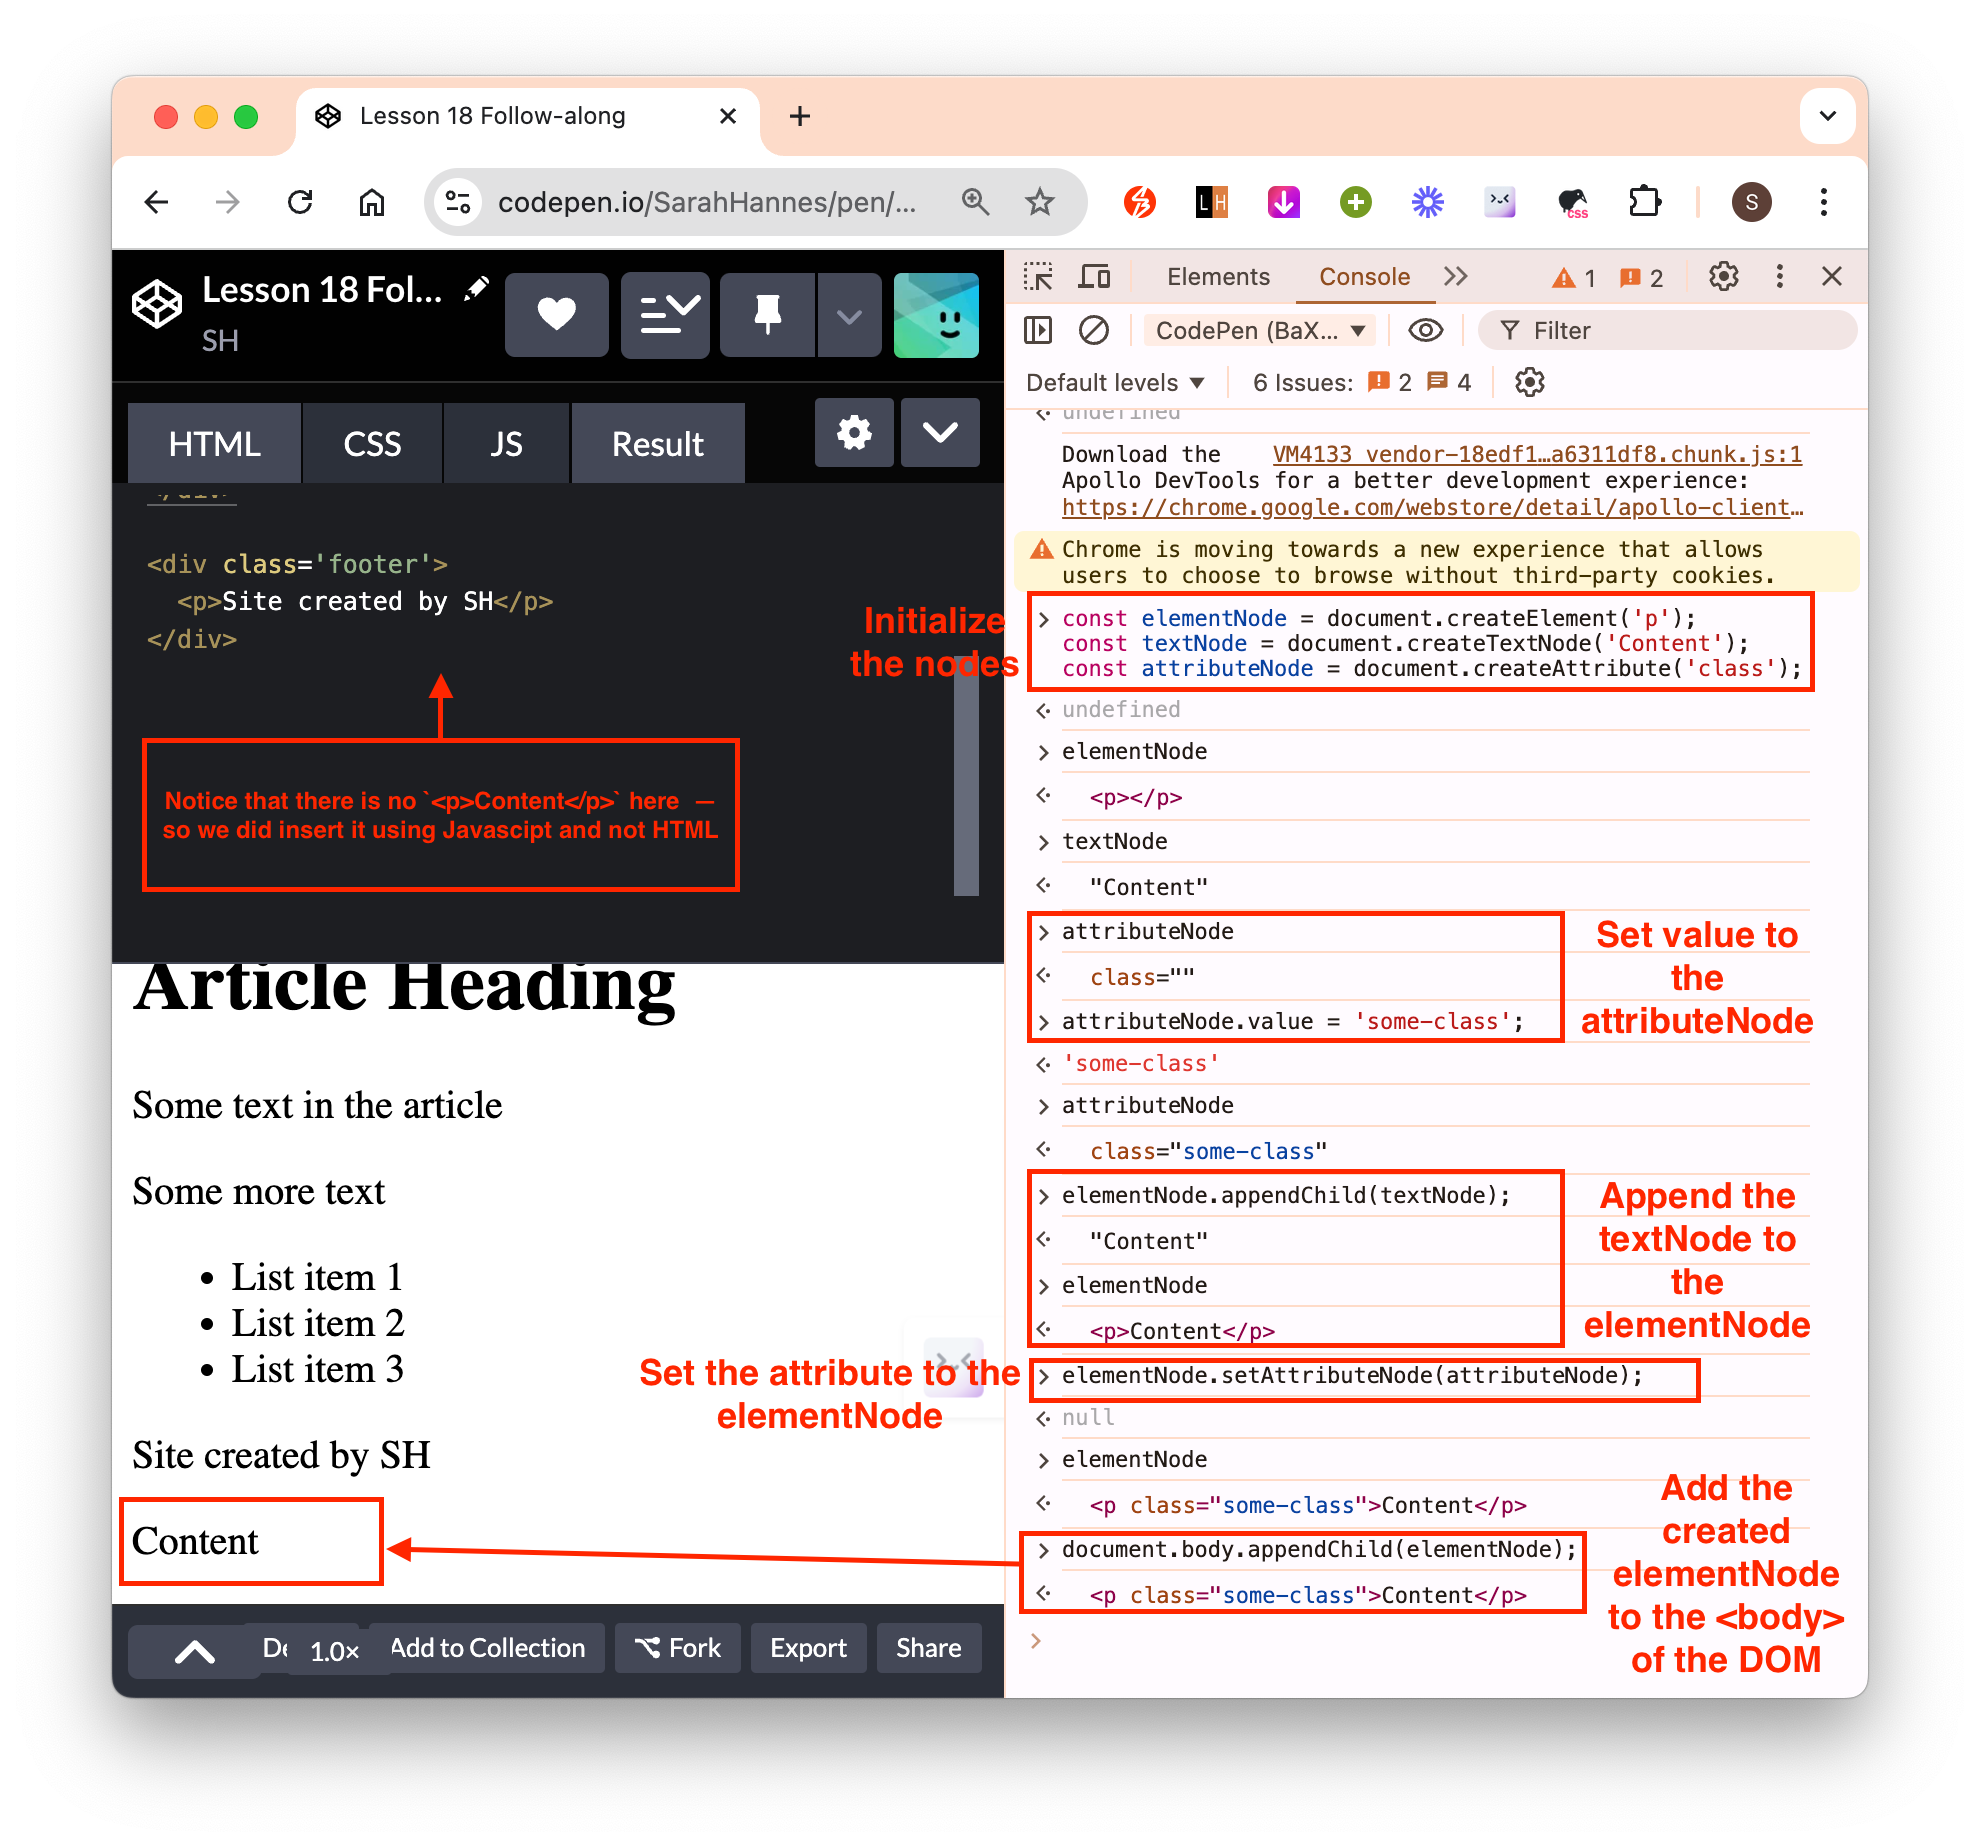 Lesson 18 Follow-along
codepen.io/SarahHannes/pen/...
LH
css
S
Lesson 18 Fol...
SH
HTML
CSS
JS
Result
</div>
<div class='footer'>
<p>Site created by SH</p>
</div>
Notice that there is no `<p>Content</p>` here —
so we did insert it using Javascipt and not HTML
Article Heading
Some text in the article
Some more text
• List item 1
• List item 2
• List item 3
Site created by SH
Content
1.0×
Add to Collection
Fork
Export
Share
Elements
Console
1
2
CodePen (BaX...
Filter
Default levels
6 Issues:
2
4
undefined
Download the VM4133 vendor-18edf1…a6311df8.chunk.js:1
Apollo DevTools for a better development experience:
https://chrome.google.com/webstore/detail/apollo-client…
Chrome is moving towards a new experience that allows
users to choose to browse without third-party cookies.
Initialize
the nodes
const elementNode = document.createElement('p');
const textNode = document.createTextNode('Content');
const attributeNode = document.createAttribute('class');
undefined
elementNode
<p></p>
textNode
"Content"
attributeNode
class=""
attributeNode.value = 'some-class';
Set value to
the
attributeNode
'some-class'
attributeNode
class="some-class"
elementNode.appendChild(textNode);
"Content"
elementNode
<p>Content</p>
Append the
textNode to
the
elementNode
Set the attribute to the
elementNode
elementNode.setAttributeNode(attributeNode);
null
elementNode
<p class="some-class">Content</p>
document.body.appendChild(elementNode);
<p class="some-class">Content</p>
Add the
created
elementNode
to the <body>
of the DOM